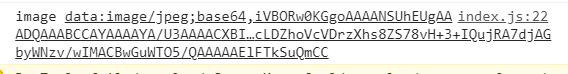 image data:image/jpeg;base64,iVBORw0KGgoAAAANSUhEUgAA index.js:22
ADQAAABCCAYAAAAYA/U3AAAACXBI…cLDZhoVcVDrzXhs8ZS78vH+3+IQujRA7djAG
byWNzv/wIMACBwGuWTO5/QAAAAAElFTkSuQmCC